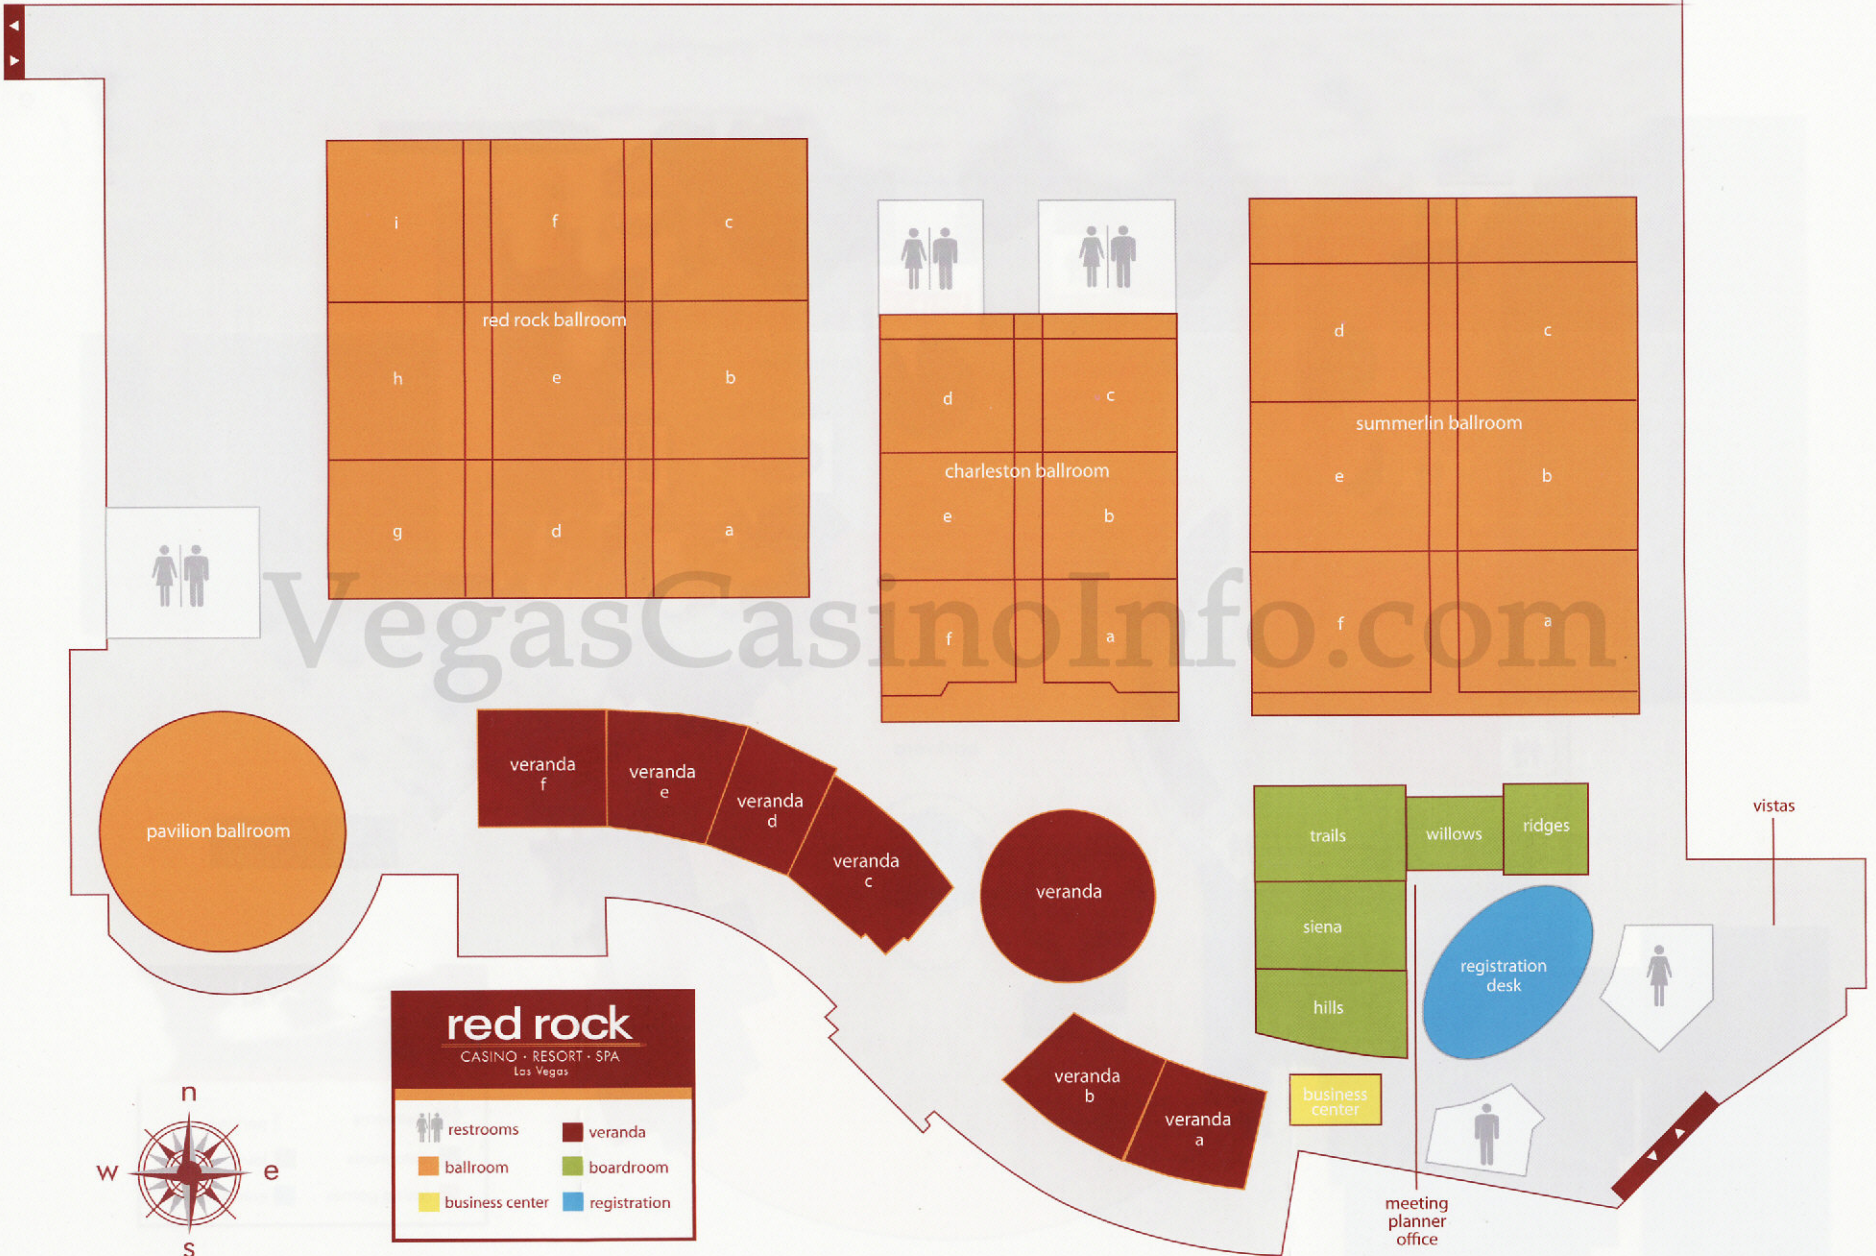 i
f
c
red rock ballroom
h
e
b
g
d
a
d
c
charleston ballroom
e
b
f
a
d
c
summerlin ballroom
e
b
f
a
VegasCasinoInfo.com
pavilion ballroom
veranda
f
veranda
e
veranda
d
veranda
c
veranda
veranda
b
veranda
a
trails
willows
ridges
siena
hills
registration
desk
vistas
business
center
meeting
planner
office
red rock
CASINO · RESORT · SPA
Las Vegas
restrooms
veranda
ballroom
boardroom
business center
registration
n
w
e
s